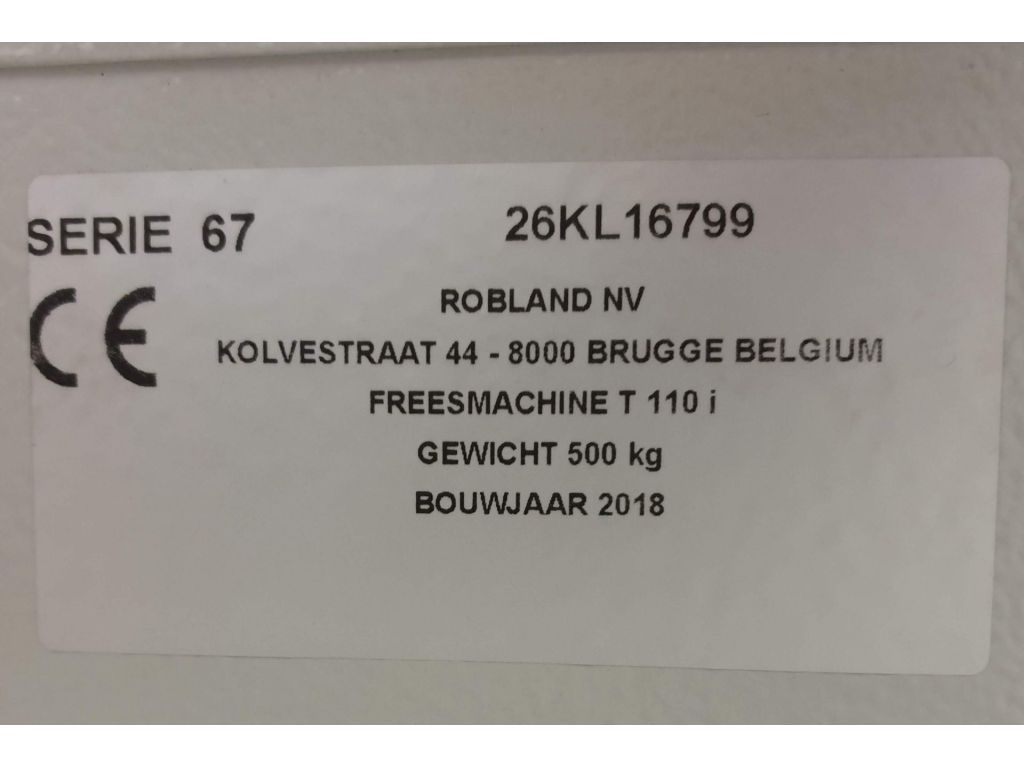 SERIE 67 26KL16799
CE
ROBLAND NV
KOLVESTRAAT 44 - 8000 BRUGGE BELGIUM
FREESMACHINE T 110 i
GEWICHT 500 kg
BOUWJAAR 2018